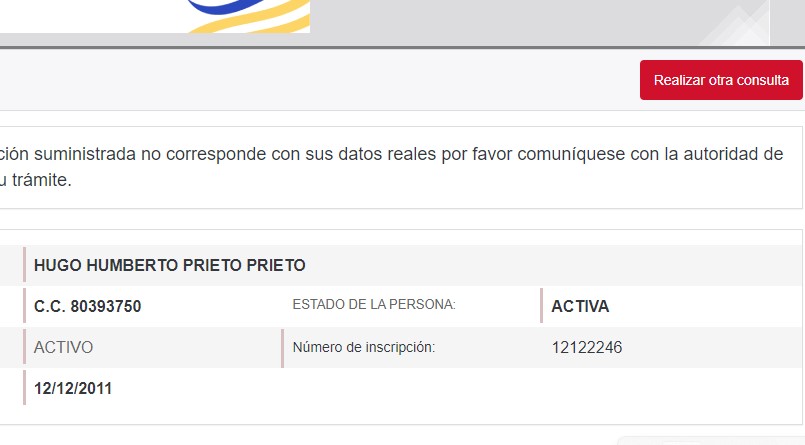 Realizar otra consulta
ción suministrada no corresponde con sus datos reales por favor comuníquese con la autoridad de
u trámite.
HUGO HUMBERTO PRIETO PRIETO
C.C. 80393750 ESTADO DE LA PERSONA: ACTIVA
ACTIVO Número de inscripción: 12122246
12/12/2011